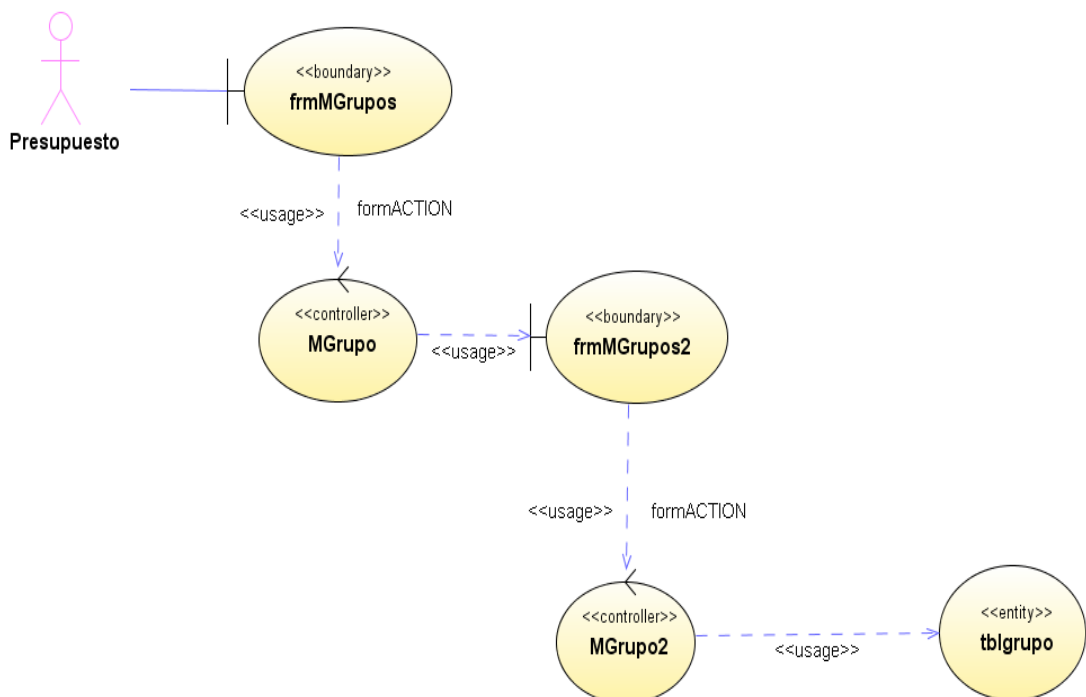 <<boundary>>
frmMGrupos
Presupuesto
<<usage>> formACTION
<<controller>>
MGrupo
<<usage>>
<<boundary>>
frmMGrupos2
<<usage>> formACTION
<<controller>>
MGrupo2
<<usage>>
<<entity>>
tblgrupo